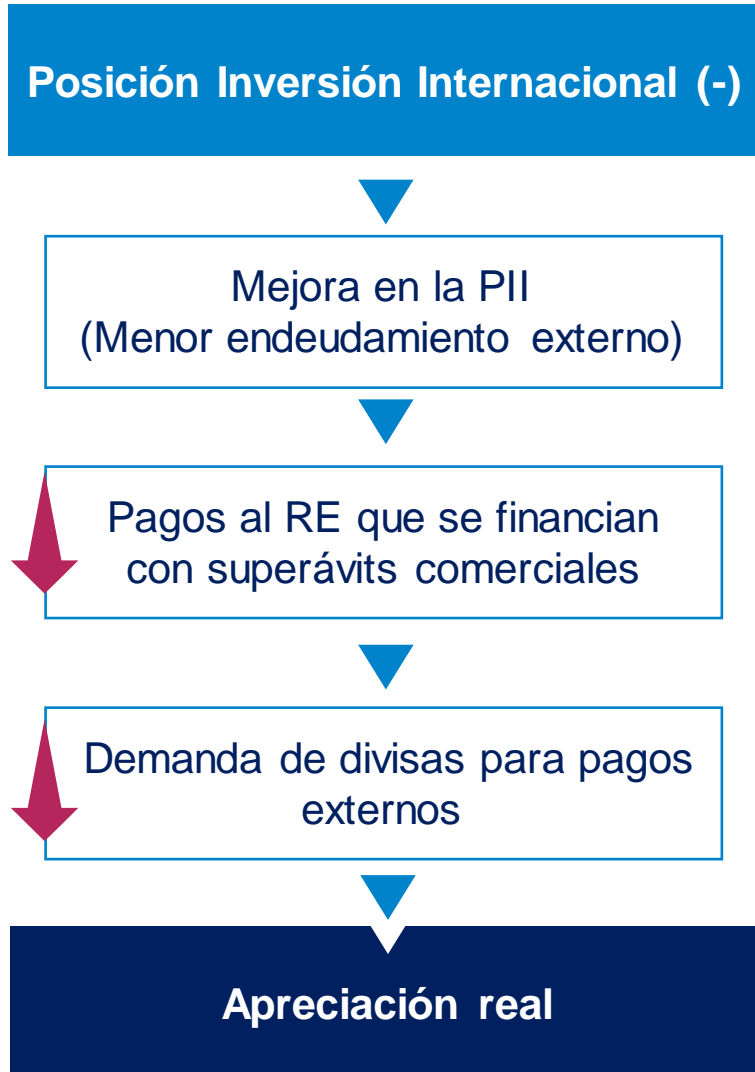 Posición Inversión Internacional (-)
Mejora en la PII
(Menor endeudamiento externo)
Pagos al RE que se financian
con superávits comerciales
Demanda de divisas para pagos
externos
Apreciación real